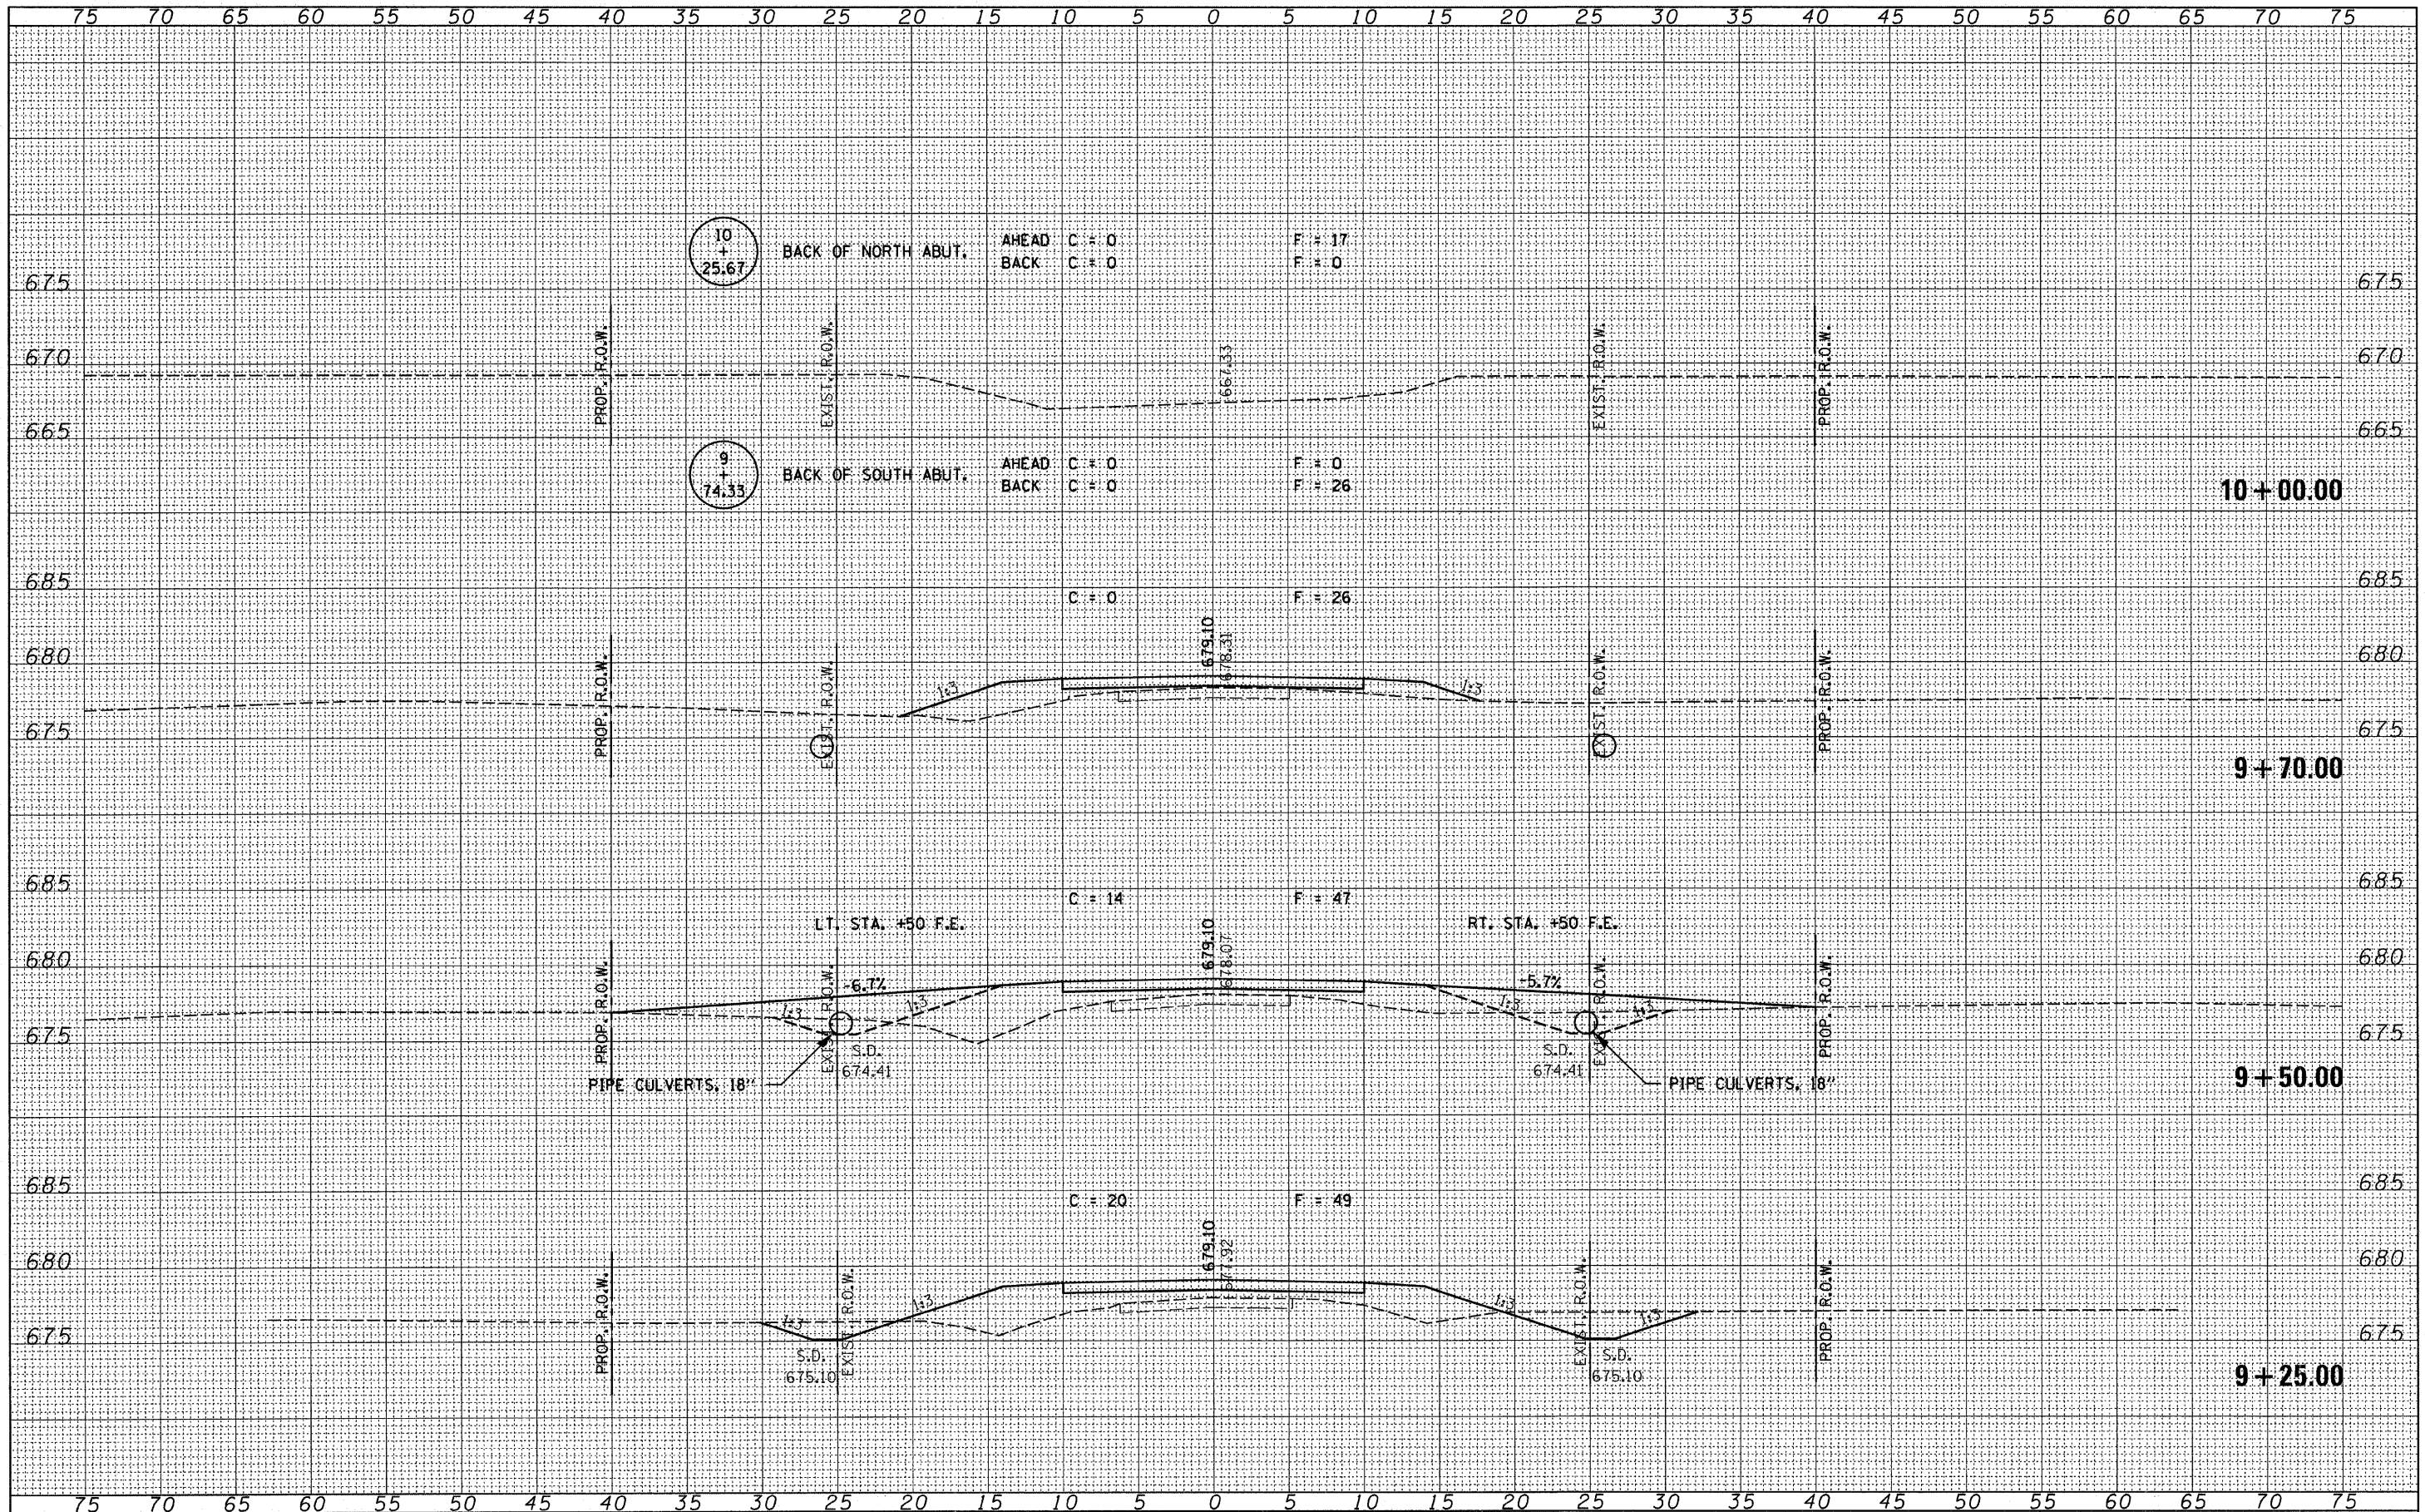 75 70 65 60 55 50 45 40 35 30 25 20 15 10 5 0 5 10 15 20 25 30 35 40 45 50 55 60 65 70 75
10 + 25.67 BACK OF NORTH ABUT. AHEAD C = 0 F = 17
BACK C = 0 F = 0
675 675
PROP. R.O.W. EXIST. R.O.W. 667.33 EXIST. R.O.W. PROP. R.O.W.
670 670
665 665
9 + 74.33 BACK OF SOUTH ABUT. AHEAD C = 0 F = 0
BACK C = 0 F = 26
10+00.00
685 685
C = 0 F = 26
679.10
678.31
680 680
PROP. R.O.W. EXIST. R.O.W. 1:3 1:3 EXIST. R.O.W. PROP. R.O.W.
675 675
9+70.00
685 685
C = 14 F = 47
LT. STA. +50 F.E. RT. STA. +50 F.E.
679.10
678.07
680 680
PROP. R.O.W. EXIST. R.O.W. -6.7% -5.7% EXIST. R.O.W. PROP. R.O.W.
1:3 1:3 1:3 1:3
675 675
S.D. S.D.
674.41 674.41
PIPE CULVERTS, 18" PIPE CULVERTS, 18"
9+50.00
685 685
C = 20 F = 49
679.10
677.92
680 680
PROP. R.O.W. EXIST. R.O.W. EXIST. R.O.W. PROP. R.O.W.
1:3 1:3 1:3 1:3
675 675
S.D. S.D.
675.10 675.10
9+25.00
75 70 65 60 55 50 45 40 35 30 25 20 15 10 5 0 5 10 15 20 25 30 35 40 45 50 55 60 65 70 75